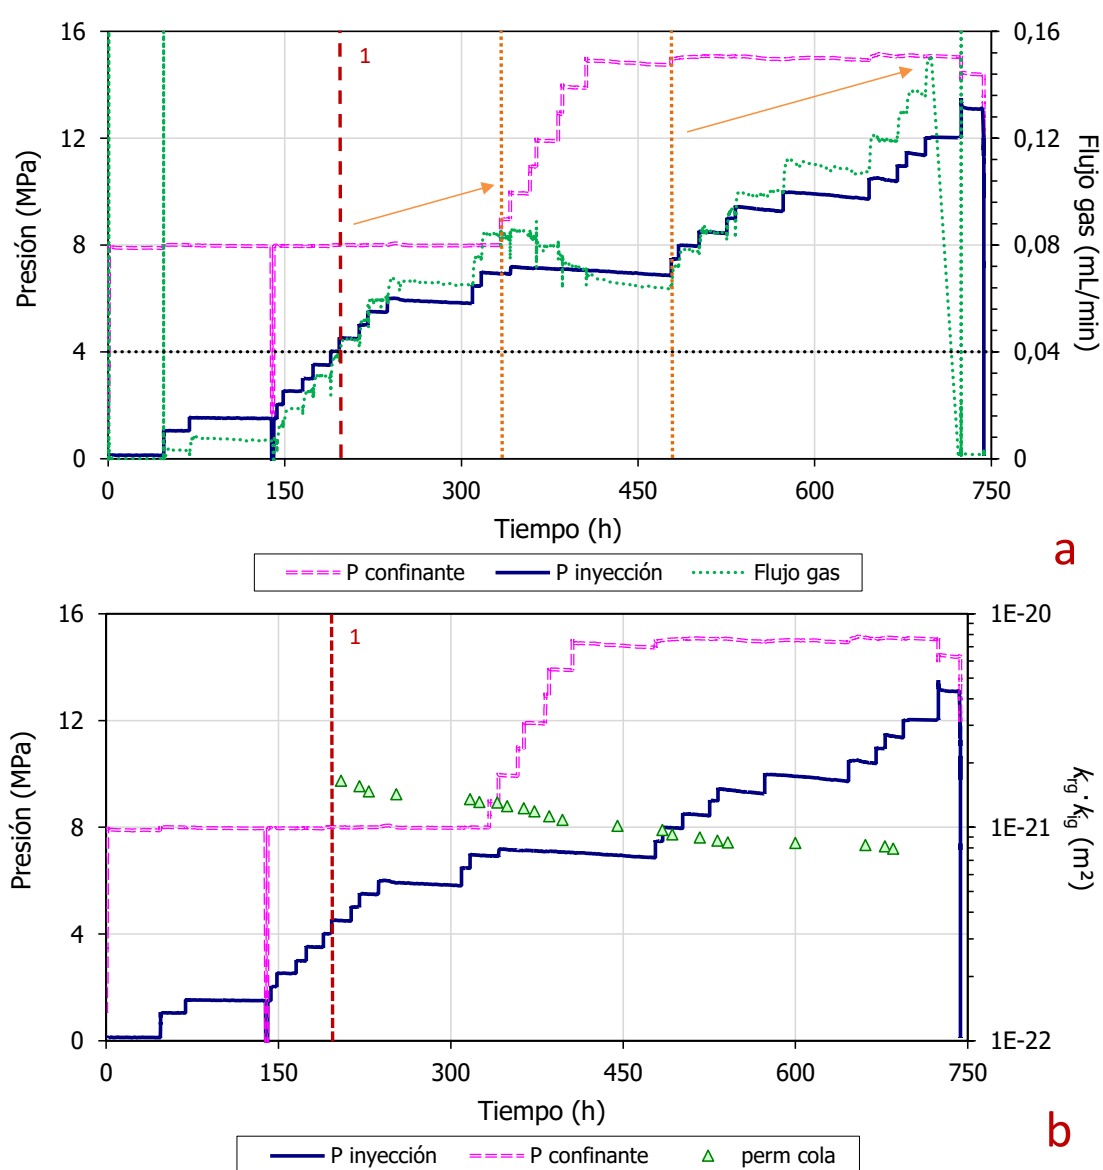 16
12
8
4
0
Presión (MPa)
1
0,16
0,12
0,08
0,04
0
Flujo gas (mL/min)
0
150
300
450
600
750
Tiempo (h)
a
P confinante P inyección Flujo gas
16
12
8
4
0
Presión (MPa)
1
1E-20
1E-21
1E-22
krg·kig (m²)
0
150
300
450
600
750
Tiempo (h)
b
P inyección P confinante perm cola